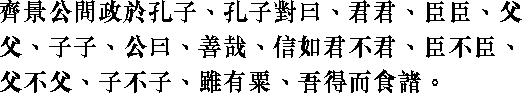 齊景公問政於孔子、孔子對曰、君君、臣臣、父
父、子子、公曰、善哉、信如君不君、臣不臣、
父不父、子不子、雖有粟、吾得而食諸。